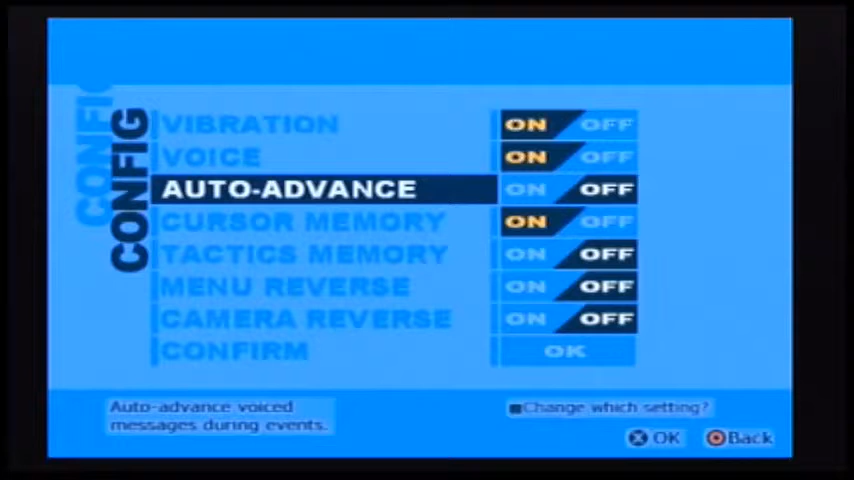 CONFIG
CONFIG
VIBRATION ON OFF
VOICE ON OFF
AUTO-ADVANCE ON OFF
CURSOR MEMORY ON OFF
TACTICS MEMORY ON OFF
MENU REVERSE ON OFF
CAMERA REVERSE ON OFF
CONFIRM OK
Auto-advance voiced
messages during events.
Change which setting?
OK Back